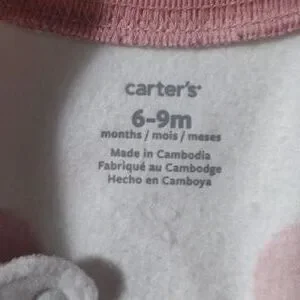 carter's
6-9m
months / mois / meses
Made in Cambodia
Fabriqué au Cambodge
Hecho en Camboya